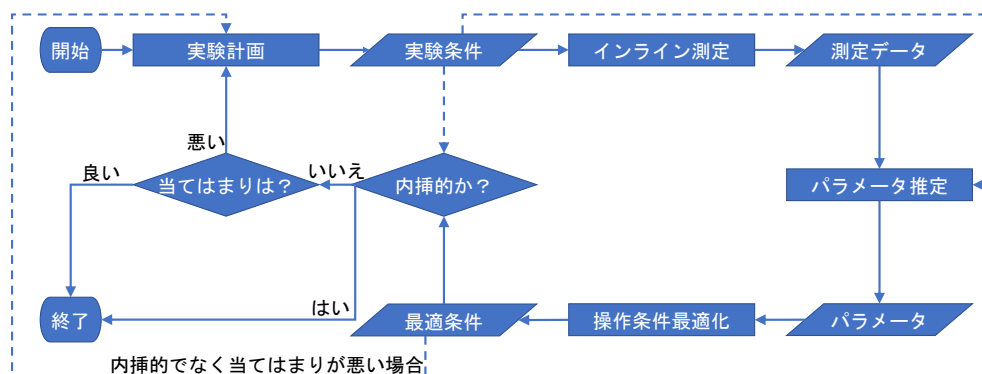 開始
実験計画
実験条件
インライン測定
測定データ
悪い
良い
当てはまりは？
いいえ
内挿的か？
パラメータ推定
はい
終了
最適条件
操作条件最適化
パラメータ
内挿的でなく当てはまりが悪い場合